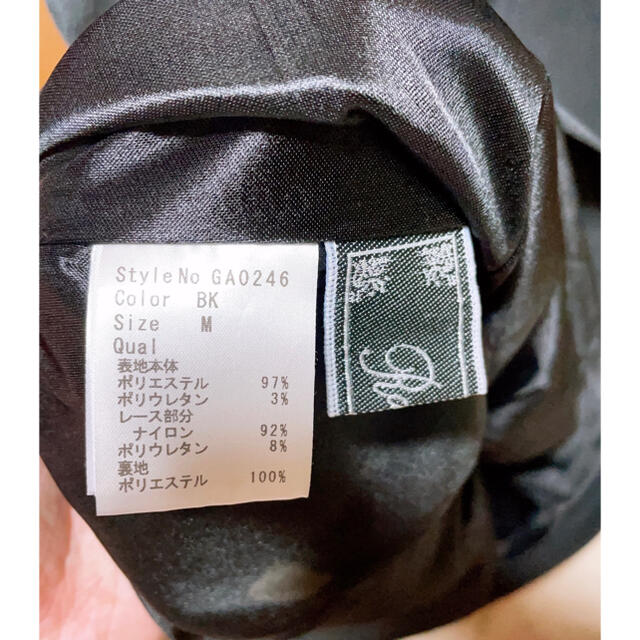 Style No GA0246
Color BK
Size M
Qual
表地本体
ポリエステル 97%
ポリウレタン 3%
レース部分
ナイロン 92%
ポリウレタン 8%
裏地
ポリエステル 100%